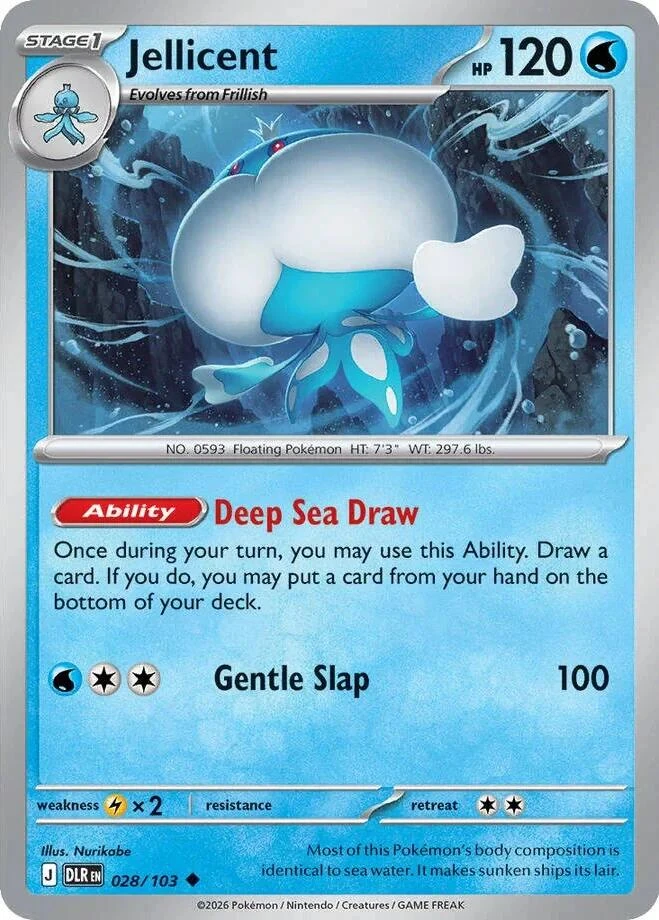 STAGE1
Jellicent
HP 120
Evolves from Frillish
NO. 0593 Floating Pokémon HT: 7'3" WT: 297.6 lbs.
Ability Deep Sea Draw
Once during your turn, you may use this Ability. Draw a
card. If you do, you may put a card from your hand on the
bottom of your deck.
Gentle Slap 100
weakness ×2 resistance retreat
Illus. Nurikabe
Most of this Pokémon's body composition is
identical to sea water. It makes sunken ships its lair.
J DLR EN 028/103
©2026 Pokémon / Nintendo / Creatures / GAME FREAK